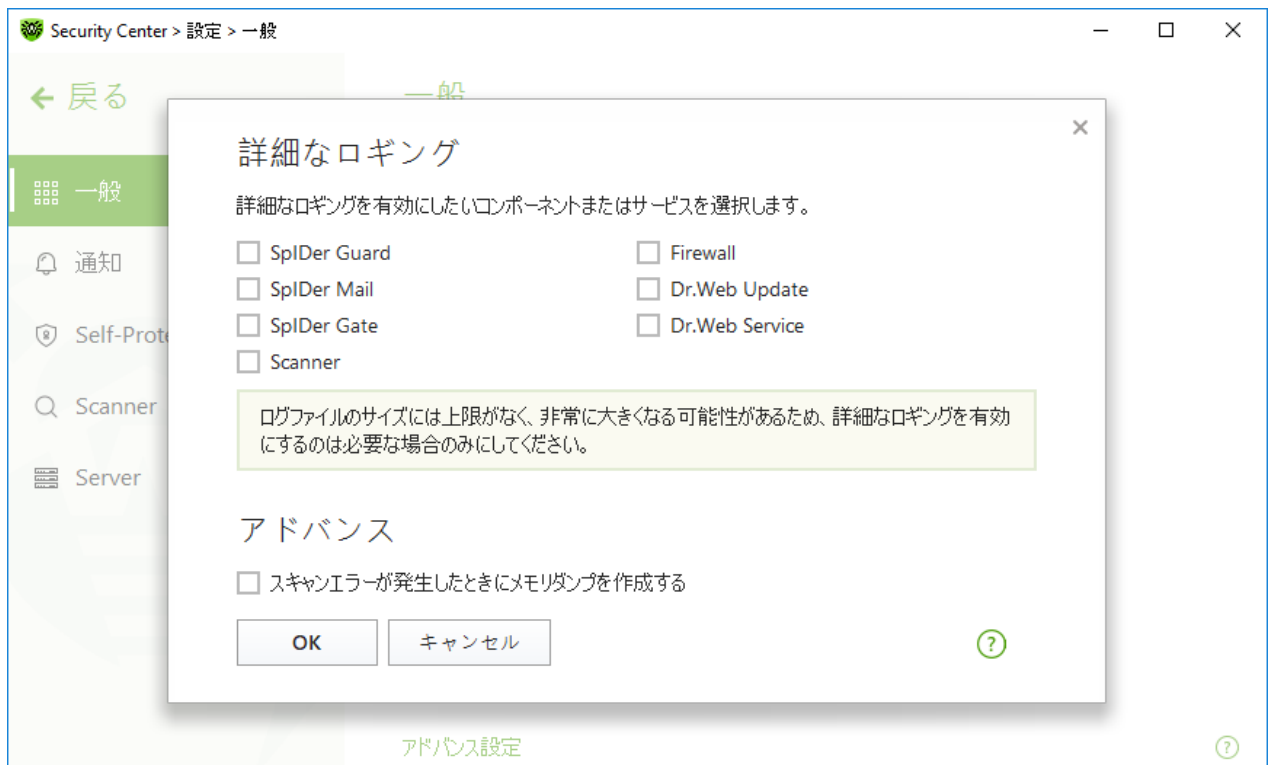 Security Center > 設定 > 一般
戻る
一般
一般
通知
Self-Prote
Scanner
Server
詳細なロギング
詳細なロギングを有効にしたいコンポーネントまたはサービスを選択します。
SpIDer Guard
Firewall
SpIDer Mail
Dr.Web Update
SpIDer Gate
Dr.Web Service
Scanner
ログファイルのサイズには上限がなく、非常に大きくなる可能性があるため、詳細なロギングを有効
にするのは必要な場合のみにしてください。
アドバンス
スキャンエラーが発生したときにメモリダンプを作成する
OK
キャンセル
アドバンス設定